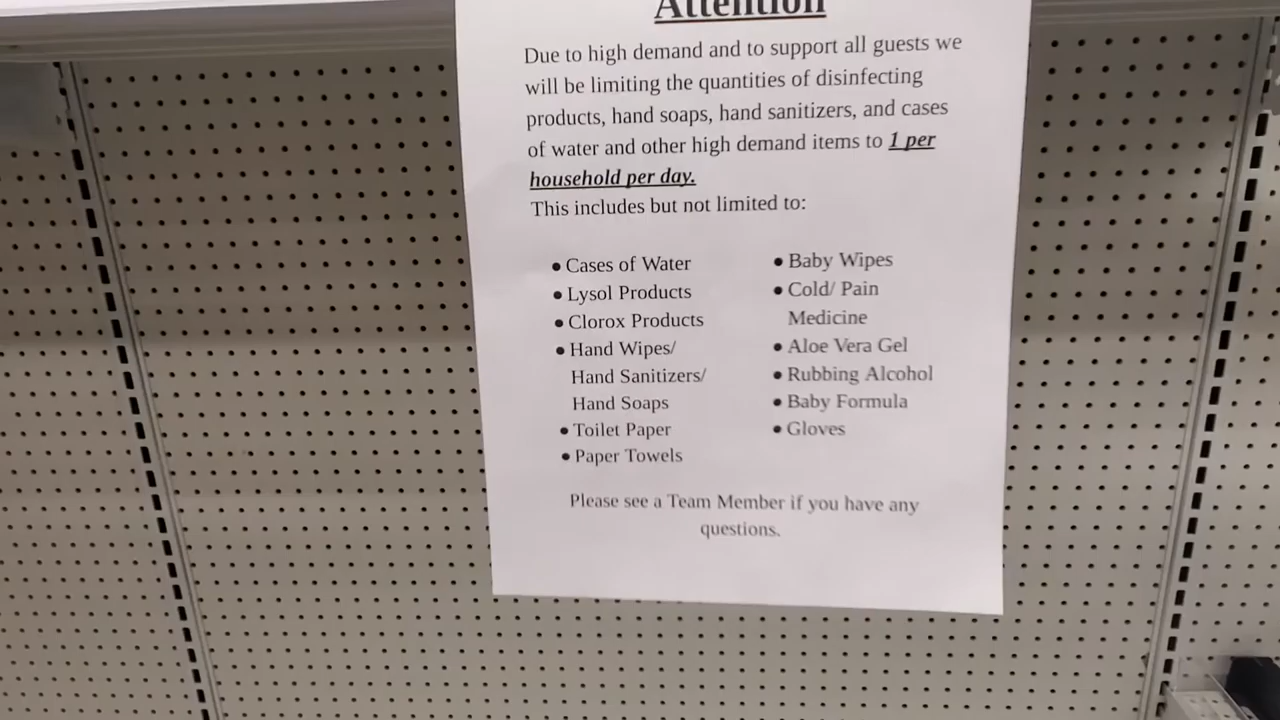 Attention
Due to high demand and to support all guests we
will be limiting the quantities of disinfecting
products, hand soaps, hand sanitizers, and cases
of water and other high demand items to 1 per
household per day.
This includes but not limited to:
• Cases of Water
• Lysol Products
• Clorox Products
• Hand Wipes/
Hand Sanitizers/
Hand Soaps
• Toilet Paper
• Paper Towels
• Baby Wipes
• Cold/ Pain
Medicine
• Aloe Vera Gel
• Rubbing Alcohol
• Baby Formula
• Gloves
Please see a Team Member if you have any
questions.